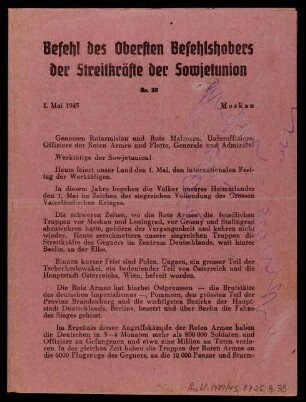 Befehl des Obersten Befehlshabers
der Streitkräfte der Sowjetunion
No. 20
1. Mai 1945 Moskau
Genossen Rotarmisten und Rote Matrosen, Unteroffiziere,
Offiziere der Roten Armee und Flotte, Generale und Admirale!
Werktätige der Sowjetunion!
Heute feiert unser Land den 1. Mai, den internationalen Festtag
der Werktätigen.
In diesem Jahre begehen die Völker unseres Heimatlandes
den 1. Mai im Zeichen der siegreichen Vollendung des Grossen
Vaterländischen Krieges.
Die schweren Zeiten, wo die Rote Armee die feindlichen
Truppen vor Moskau und Leningrad, vor Grosny und Stalingrad
abzuwehren hatte, gehören der Vergangenheit und kehren nicht
wieder. Heute zerschmettern unsere siegreichen Truppen die
Streitkräfte des Gegners im Zentrum Deutschlands, weit hinter
Berlin, an der Elbe.
Binnen kurzer Frist sind Polen, Ungarn, ein grosser Teil der
Tschechoslowakei, ein bedeutender Teil von Österreich und die
Hauptstadt Österreichs, Wien, befreit worden.
Die Rote Armee hat hierbei Ostpreussen — die Brutstätte
des deutschen Imperialismus —, Pommern, den grössten Teil der
Provinz Brandenburg und die wichtigsten Bezirke der Hauptstadt
Deutschlands, Berlins, besetzt und über Berlin die Fahne
des Sieges gehisst.
Im Ergebnis dieser Angriffskämpfe der Roten Armee haben
die Deutschen in 3—4 Monaten mehr als 800 000 Soldaten und
Offiziere an Gefangenen und etwa eine Million an Toten verloren.
In der gleichen Zeit haben die Truppen der Roten Armee
an die 6000 Flugzeuge des Gegners, an die 12 000 Panzer und Sturm-